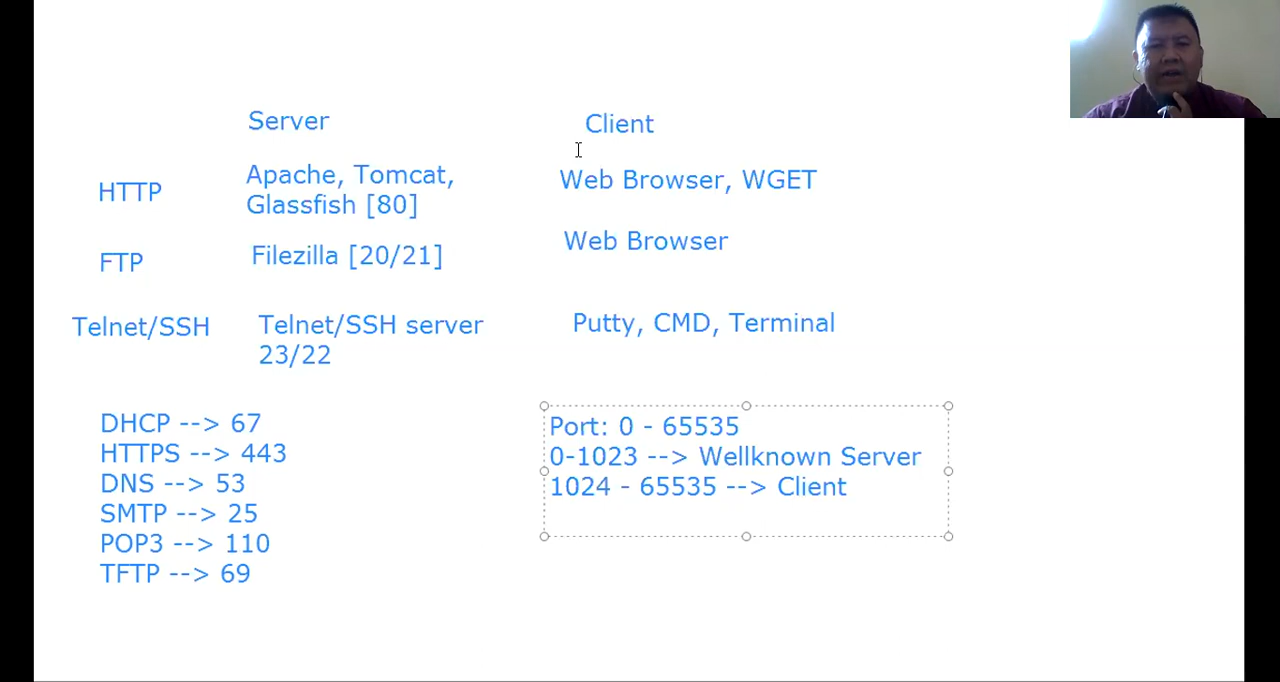 Server
Client
HTTP
Apache, Tomcat,
Glassfish [80]
Web Browser, WGET
FTP
Filezilla [20/21]
Web Browser
Telnet/SSH
Telnet/SSH server
23/22
Putty, CMD, Terminal
DHCP --> 67
HTTPS --> 443
DNS --> 53
SMTP --> 25
POP3 --> 110
TFTP --> 69
Port: 0 - 65535
0-1023 --> Wellknown Server
1024 - 65535 --> Client